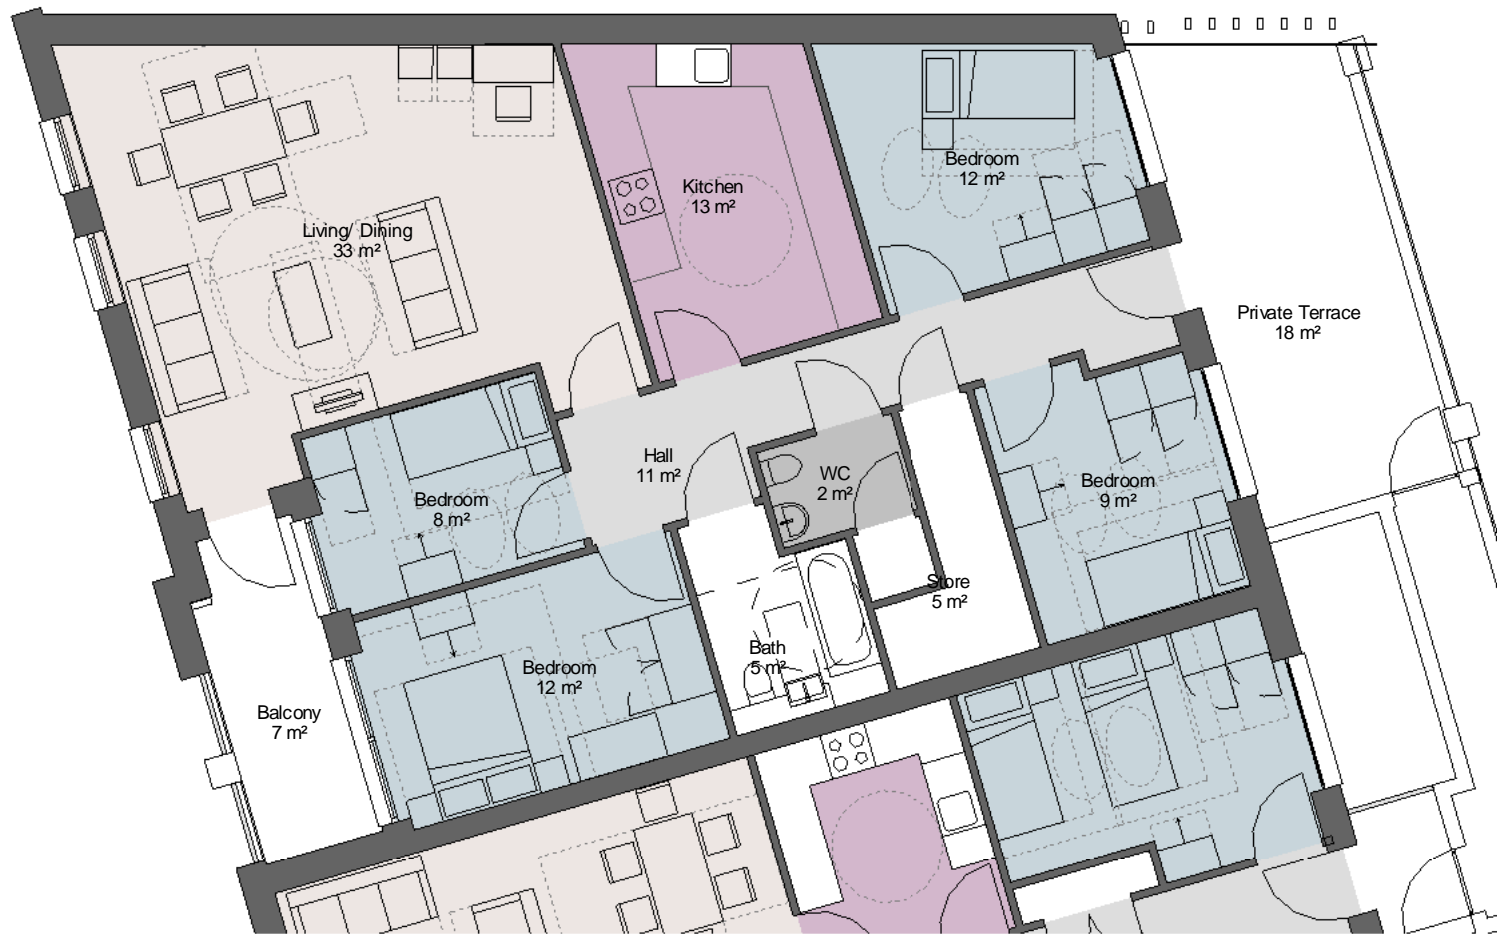 Bedroom
12 m²
Kitchen
13 m²
Living/ Dining
33 m²
Private Terrace
18 m²
Hall
11 m²
WC
2 m²
Bedroom
9 m²
Bedroom
8 m²
Store
5 m²
Bath
5 m²
Bedroom
12 m²
Balcony
7 m²